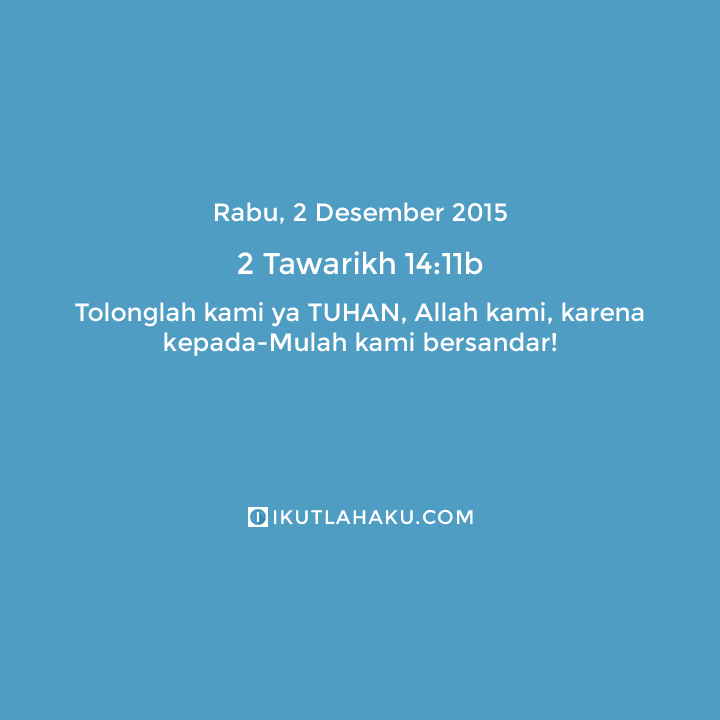 Rabu, 2 Desember 2015
2 Tawarikh 14:11b
Tolonglah kami ya TUHAN, Allah kami, karena
kepada-Mulah kami bersandar!
IKUTLAHAKU.COM